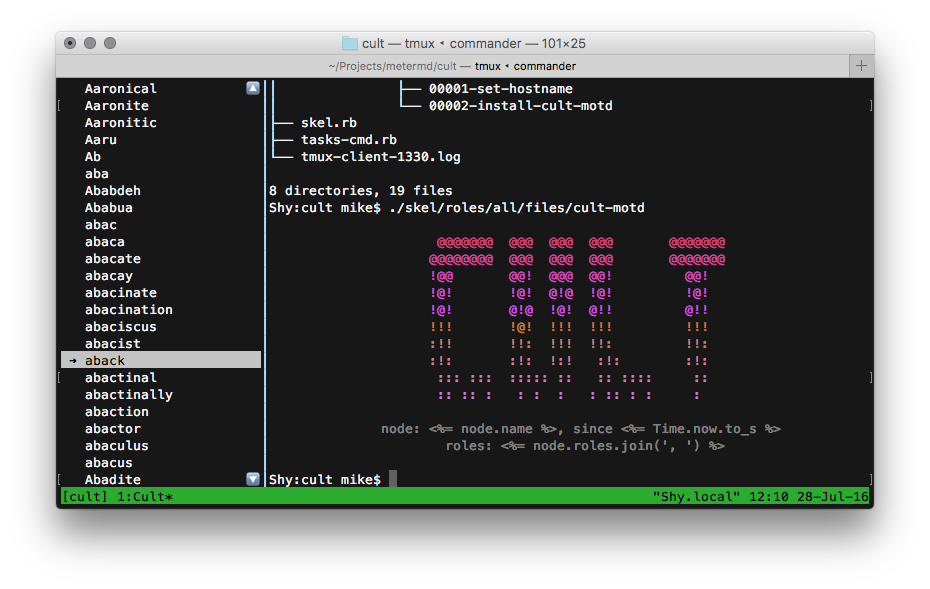 cult — tmux ◂ commander — 101×25
~/Projects/metermd/cult — tmux ◂ commander
Aaronical
Aaronite
Aaronitic
Aaru
Ab
aba
Ababdeh
Ababua
abac
abaca
abacate
abacay
abacinate
abacination
abaciscus
abacist
➔ aback
abactinal
abactinally
abaction
abactor
abaculus
abacus
Abadite
├── 00001-set-hostname
└── 00002-install-cult-motd
├── skel.rb
├── tasks-cmd.rb
└── tmux-client-1330.log
8 directories, 19 files
Shy:cult mike$ ./skel/roles/all/files/cult-motd
@@@@@@@  @@@  @@@  @@@       @@@@@@@
@@@@@@@@  @@@  @@@  @@@       @@@@@@@
!@@       @@!  @@@  @@!         @@!
!@!       !@!  @!@  !@!         !@!
!@!       @!@  !@!  @!!         @!!
!!!       !@!  !!!  !!!         !!!
:!!       !!:  !!!  !!:         !!:
:!:       :!:  !:!   :!:        :!:
::: :::  ::::: ::   :: ::::     ::
:: :: :   : :  :   : :: : :     :
node: <%= node.name %>, since <%= Time.now.to_s %>
roles: <%= node.roles.join(', ') %>
Shy:cult mike$
[cult] 1:Cult* "Shy.local" 12:10 28-Jul-16